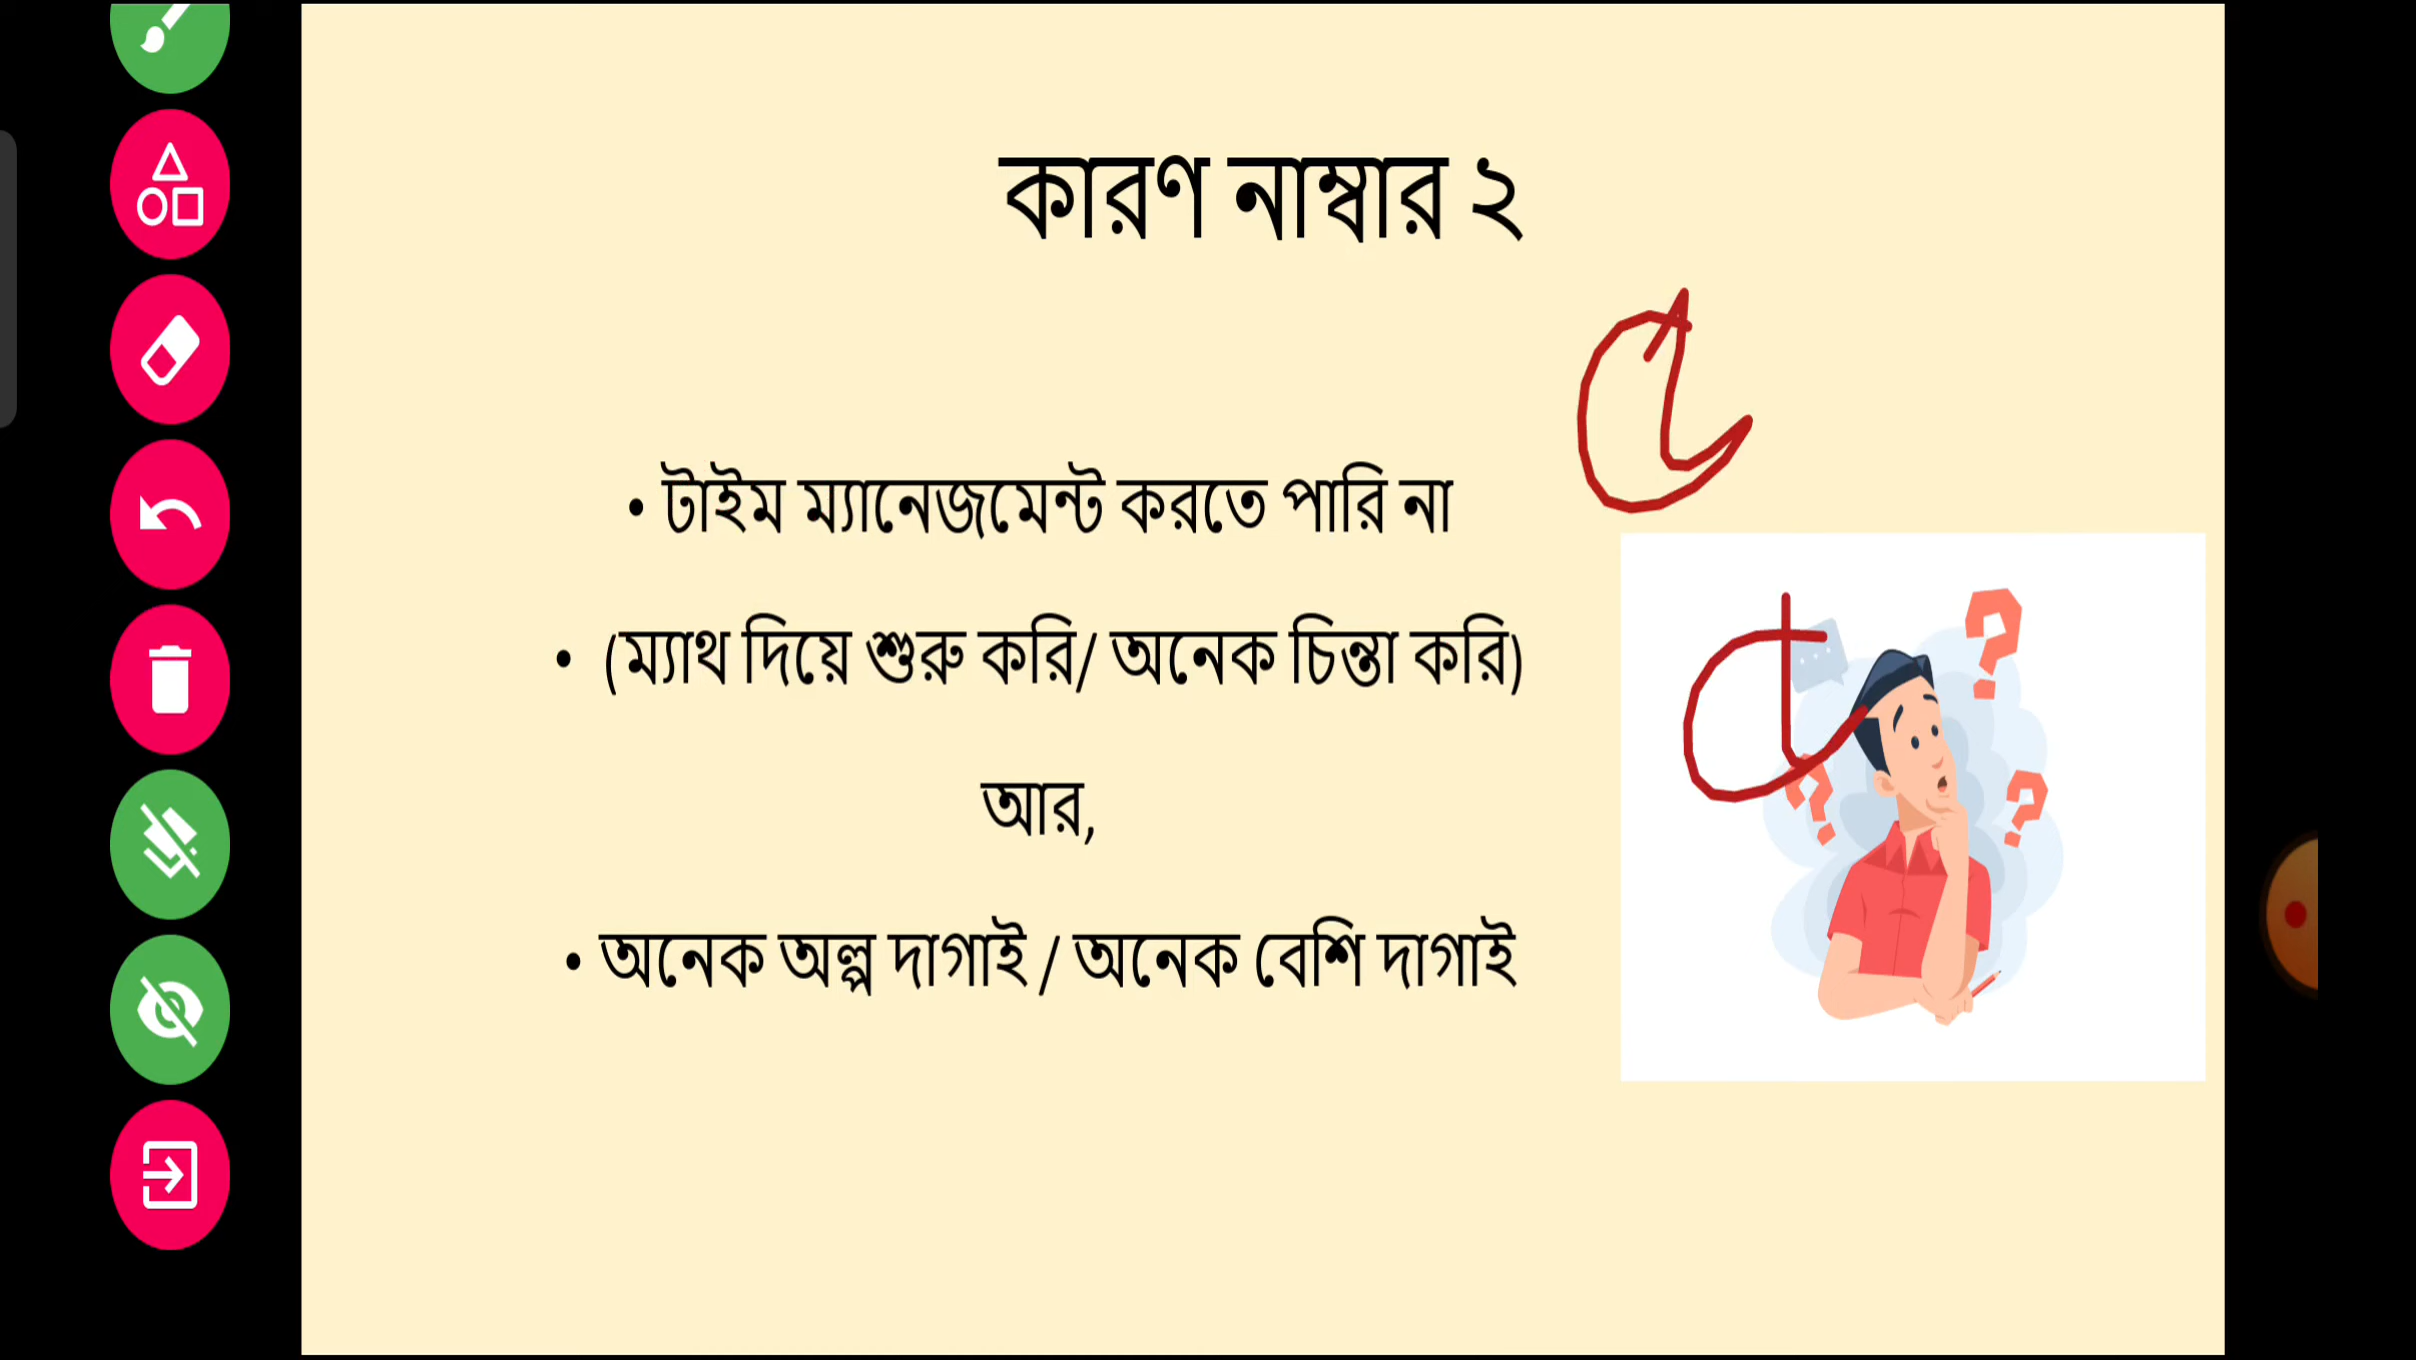 কারণ নাম্বার ২
• টাইম ম্যানেজমেন্ট করতে পারি না
• (ম্যাথ দিয়ে শুরু করি/ অনেক চিন্তা করি)
আর,
• অনেক অল্প দাগাই / অনেক বেশি দাগাই